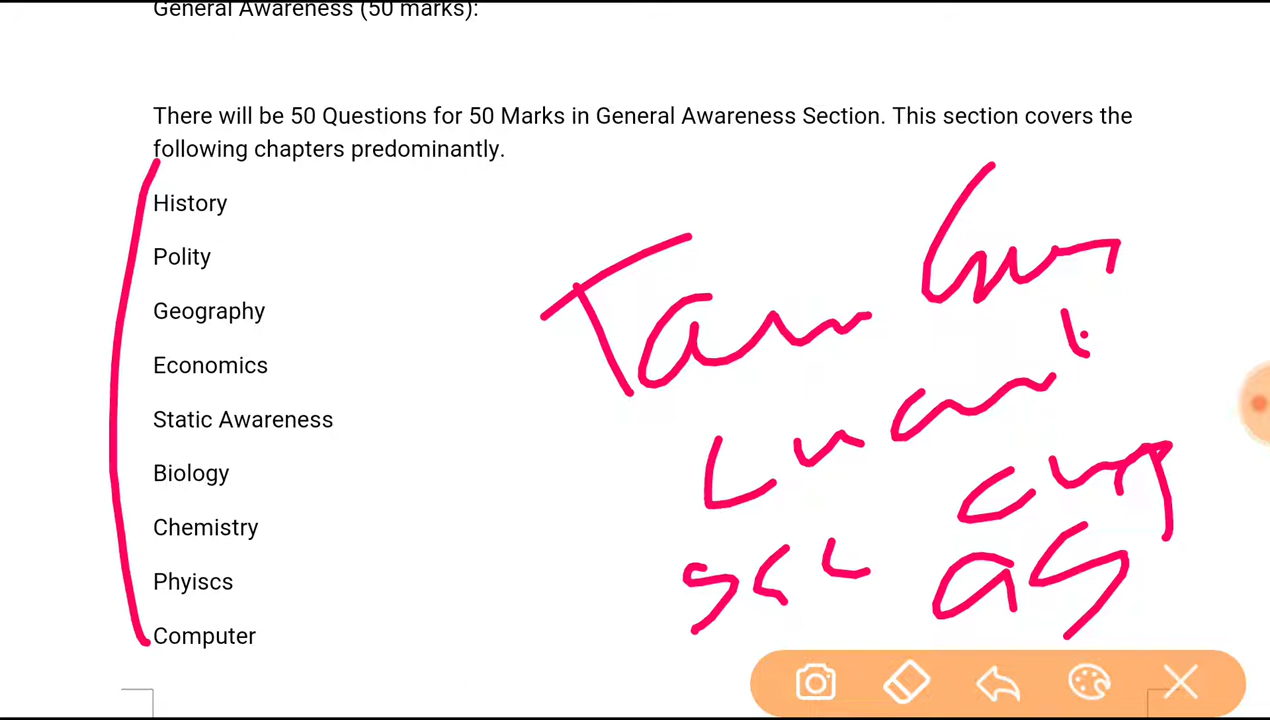 General Awareness (50 marks):
There will be 50 Questions for 50 Marks in General Awareness Section. This section covers the
following chapters predominantly.
History
Polity
Geography
Economics
Static Awareness
Biology
Chemistry
Phyiscs
Computer